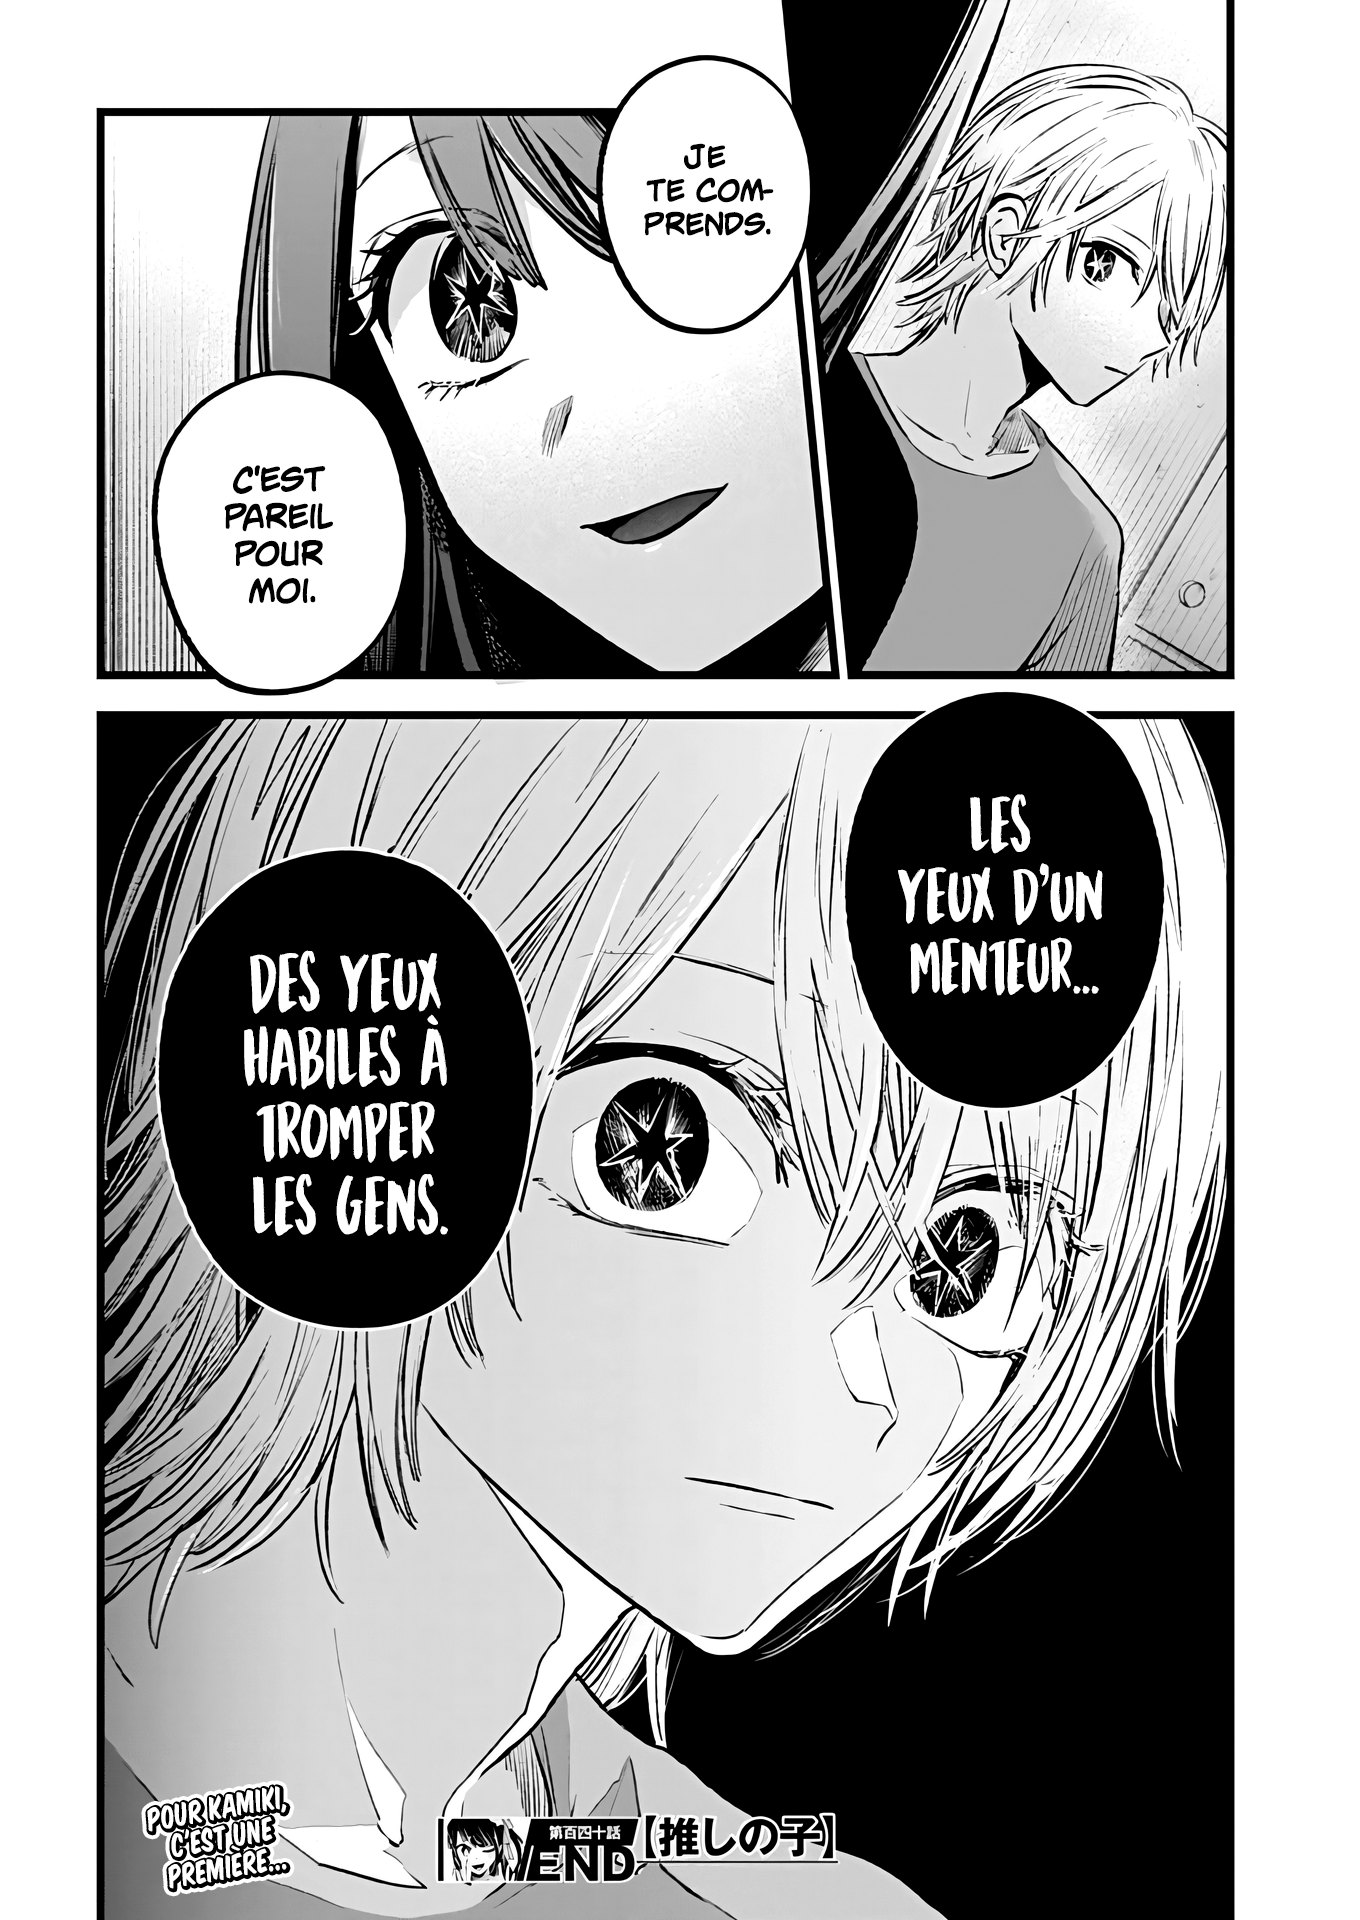 JE
TE COM-
PRENDS.
C'EST
PAREIL
POUR
MOI.
LES
YEUX D'UN
MENTEUR...
DES YEUX
HABILES À
TROMPER
LES GENS.
POUR KAMIKI,
C'EST UNE
PREMIÈRE...
第百四十話
END
【推しの子】